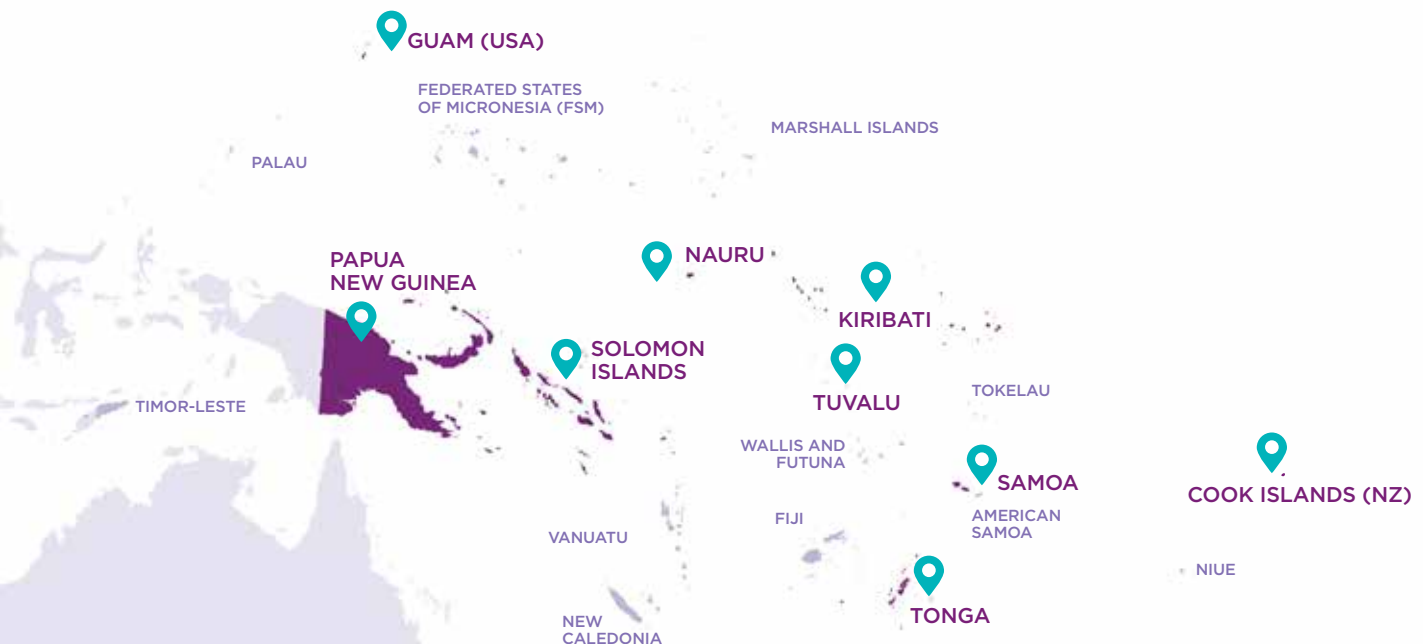 GUAM (USA)
FEDERATED STATES
OF MICRONESIA (FSM)
MARSHALL ISLANDS
PALAU
PAPUA
NEW GUINEA
NAURU
KIRIBATI
SOLOMON
ISLANDS
TUVALU
TOKELAU
TIMOR-LESTE
WALLIS AND
FUTUNA
SAMOA
COOK ISLANDS (NZ)
AMERICAN
SAMOA
FIJI
VANUATU
NIUE
TONGA
NEW
CALEDONIA